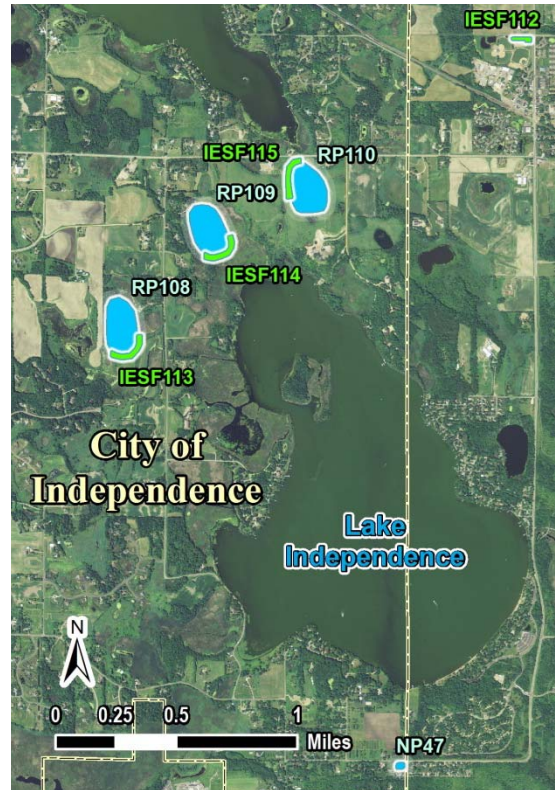 IESF112
IESF115
RP110
RP109
IESF114
RP108
IESF113
City of
Independence
Lake
Independence
N
0 0.25 0.5 1
Miles
NP47